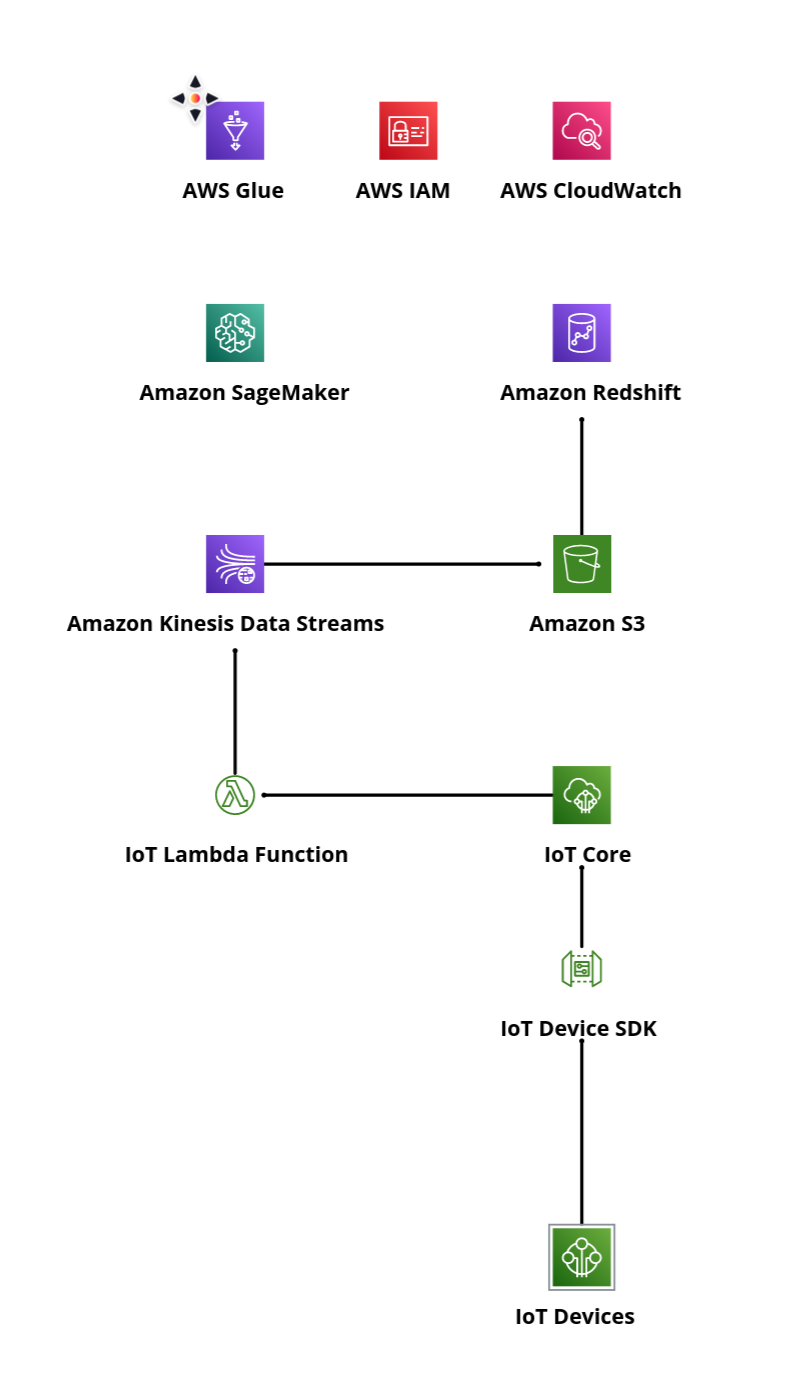 AWS Glue
AWS IAM
AWS CloudWatch
Amazon SageMaker
Amazon Redshift
Amazon Kinesis Data Streams
Amazon S3
IoT Lambda Function
IoT Core
IoT Device SDK
IoT Devices